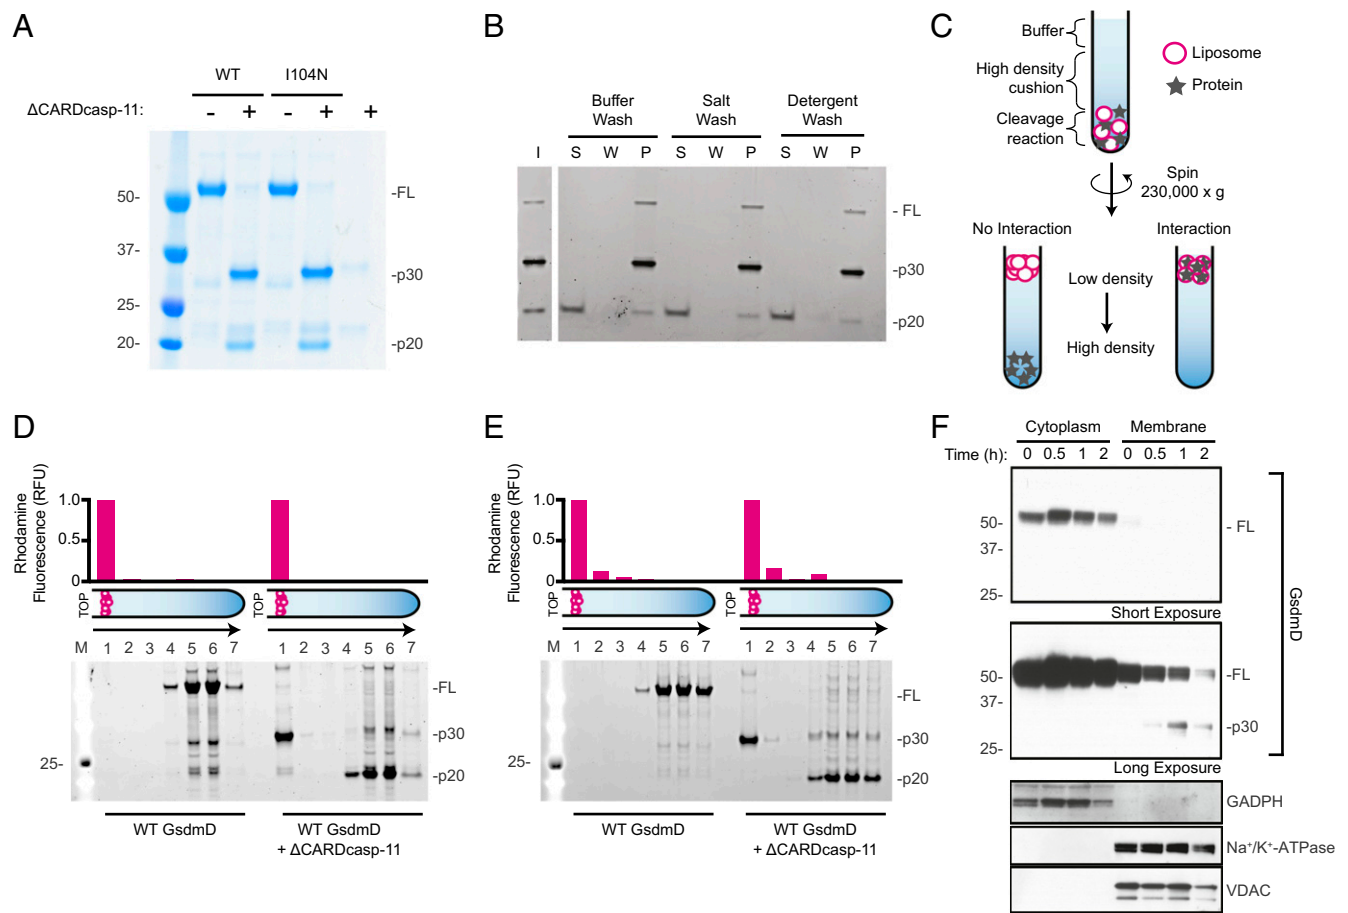 A
WT I104N
ΔCARDcasp-11: - + - + +
50-
37-
25-
20-
-FL
-p30
-p20
B
Buffer Wash
Salt Wash
Detergent Wash
I S W P S W P S W P
- FL
-p30
-p20
C
Buffer
High density cushion
Cleavage reaction
Liposome
Protein
Spin
230,000 x g
No Interaction
Interaction
Low density
High density
D
Rhodamine
Fluorescence (RFU)
1.0
0.5
0
TOP TOP
M 1 2 3 4 5 6 7 1 2 3 4 5 6 7
25-
-FL
-p30
-p20
WT GsdmD
WT GsdmD
+ ΔCARDcasp-11
E
Rhodamine
Fluorescence (RFU)
1.0
0.5
0
TOP TOP
M 1 2 3 4 5 6 7 1 2 3 4 5 6 7
25-
-FL
-p30
-p20
WT GsdmD
WT GsdmD
+ ΔCARDcasp-11
F
Cytoplasm Membrane
Time (h): 0 0.5 1 2 0 0.5 1 2
50-
37-
25-
- FL
Short Exposure
50-
37-
25-
-FL
-p30
Long Exposure
GsdmD
GADPH
Na⁺/K⁺-ATPase
VDAC